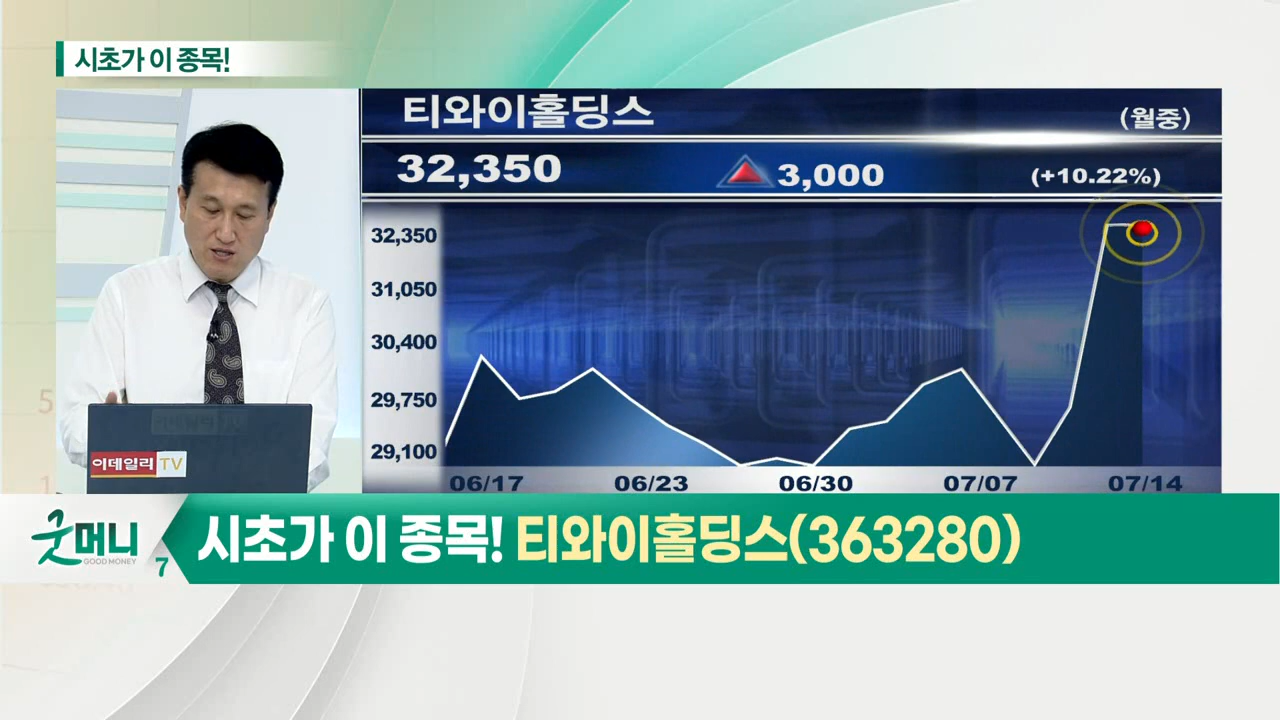 시초가 이 종목!
티와이홀딩스
(월중)
32,350
3,000
(+10.22%)
32,350
31,050
30,400
29,750
29,100
06/17
06/23
06/30
07/07
07/14
이데일리 TV
굿머니
GOOD MONEY
7
시초가 이 종목! 티와이홀딩스(363280)
5
1